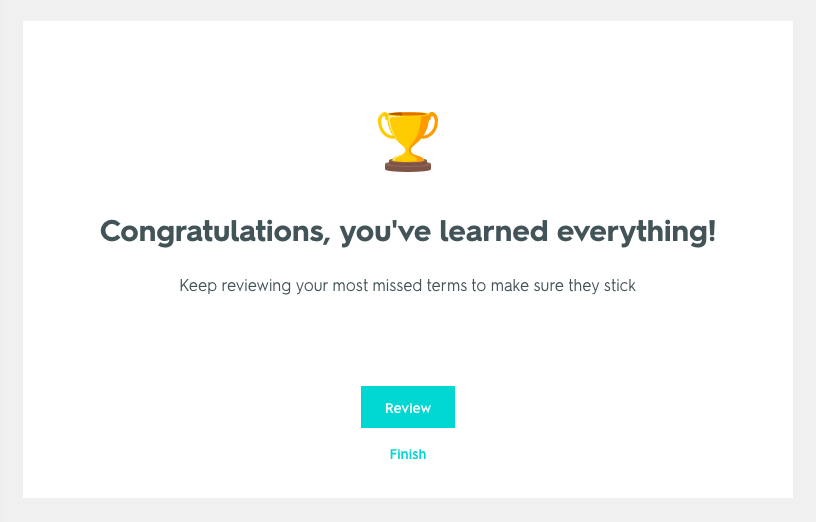 Congratulations, you've learned everything!
Keep reviewing your most missed terms to make sure they stick
Review
Finish